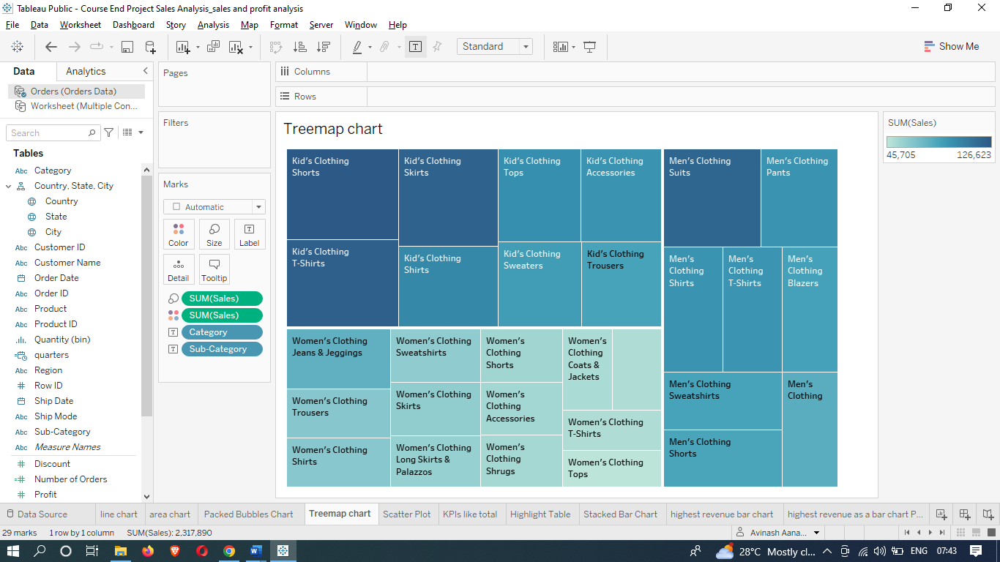 Tableau Public - Course End Project Sales Analysis_sales and profit analysis
File Data Worksheet Dashboard Story Analysis Map Format Server Window Help
Standard
Show Me
Data Analytics
Orders (Orders Data)
Worksheet (Multiple Con...
Search
Tables
Abc Category
Country, State, City
Country
State
City
Abc Customer ID
Abc Customer Name
Order Date
Abc Order ID
Abc Product
Abc Product ID
Quantity (bin)
quarters
Abc Region
# Row ID
Ship Date
Abc Ship Mode
Abc Sub-Category
Abc Measure Names
# Discount
=# Number of Orders
# Profit
Pages
Filters
Marks
Automatic
Color Size Label
Detail Tooltip
SUM(Sales)
SUM(Sales)
Category
Sub-Category
Columns
Rows
Treemap chart
Kid's Clothing
Shorts
Kid's Clothing
Skirts
Kid's Clothing
Tops
Kid's Clothing
Accessories
Kid's Clothing
T-Shirts
Kid's Clothing
Shirts
Kid's Clothing
Sweaters
Kid's Clothing
Trousers
Men's Clothing
Suits
Men's Clothing
Pants
Men's
Clothing
Shirts
Men's
Clothing
T-Shirts
Men's
Clothing
Blazers
Men's Clothing
Sweatshirts
Men's
Clothing
Men's Clothing
Shorts
Women's Clothing
Jeans & Jeggings
Women's Clothing
Trousers
Women's Clothing
Shirts
Women's Clothing
Sweatshirts
Women's Clothing
Skirts
Women's Clothing
Long Skirts &
Palazzos
Women's
Clothing
Shorts
Women's
Clothing
Accessories
Women's
Clothing
Shrugs
Women's
Clothing
Coats &
Jackets
Women's Clothing
T-Shirts
Women's Clothing
Tops
SUM(Sales)
45,705 126,623
Data Source line chart area chart Packed Bubbles Chart Treemap chart Scatter Plot KPIs like total Highlight Table Stacked Bar Chart highest revenue bar chart highest revenue as a bar chart P...
29 marks 1 row by 1 column SUM(Sales): 2,317,890 Avinash Aana...
28°C Mostly cl... ENG 07:43